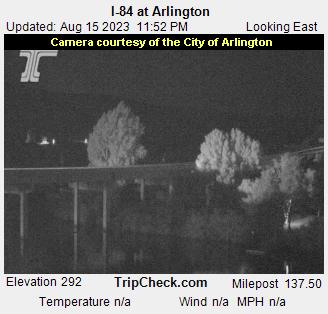 I-84 at Arlington
Updated: Aug 15 2023 11:52 PM Looking East
Camera courtesy of the City of Arlington
Elevation 292 TripCheck.com Milepost 137.50
Temperature n/a Wind n/a MPH n/a